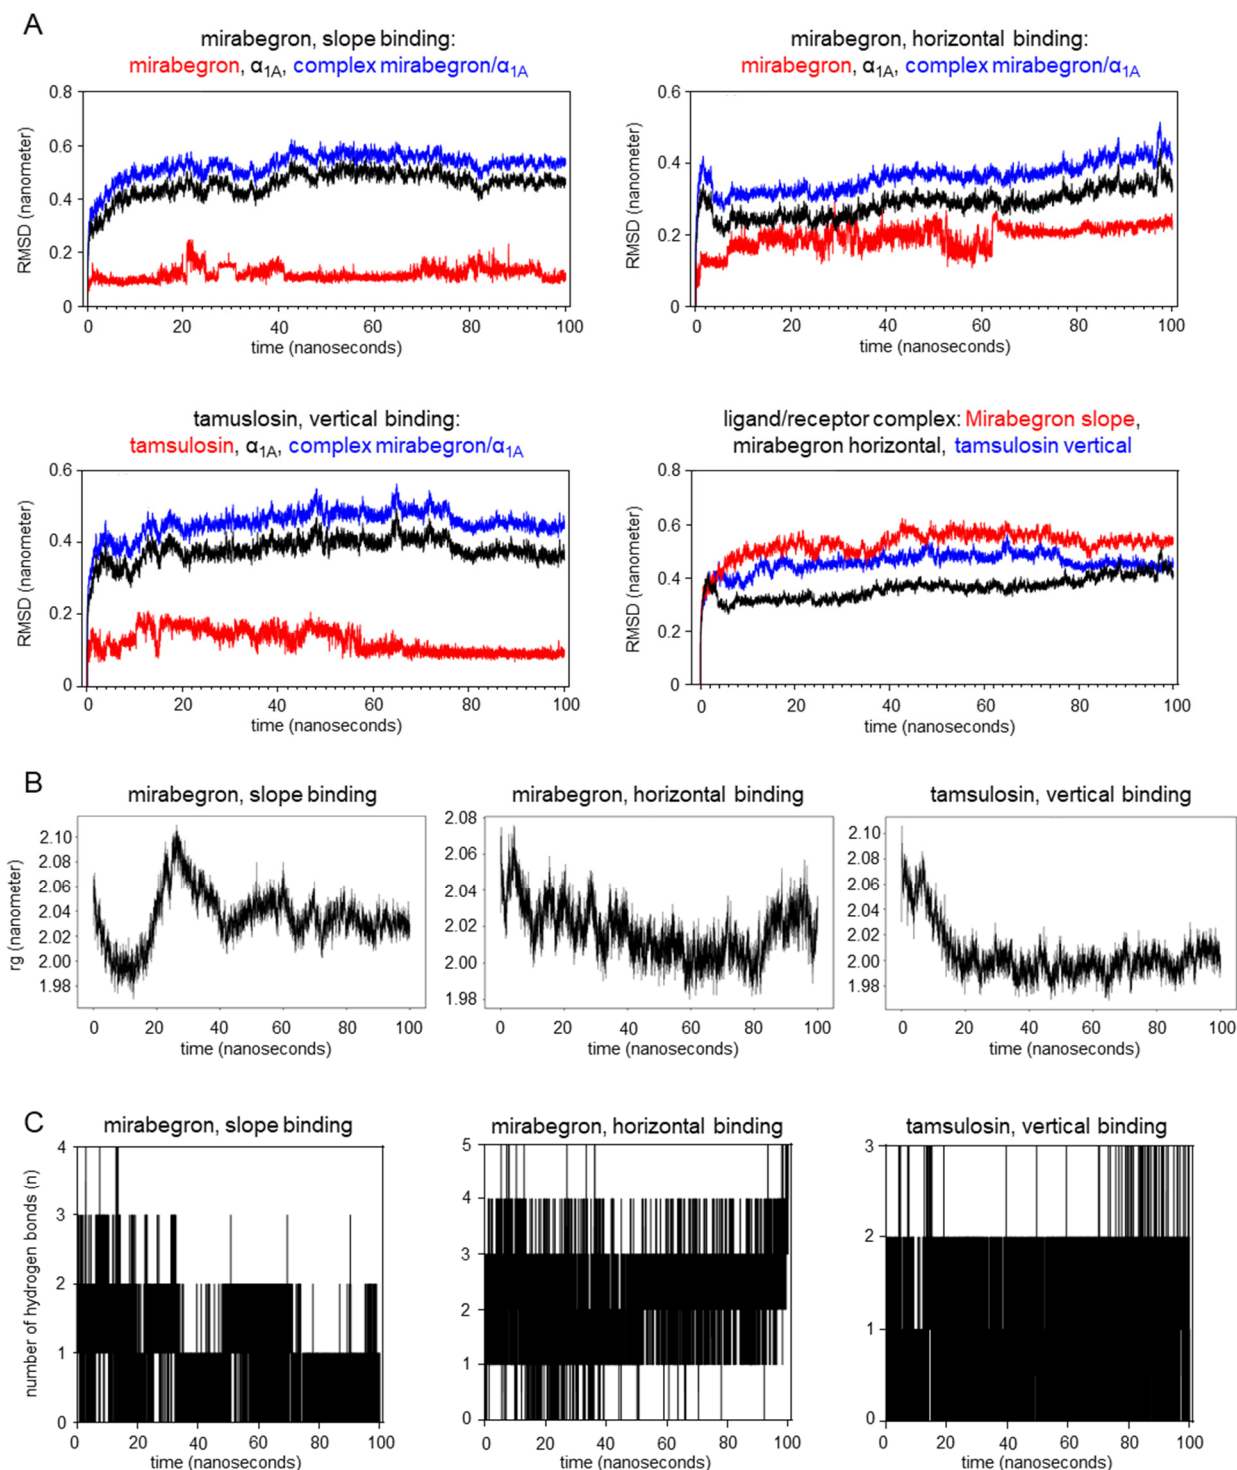 A
mirabegron, slope binding:
mirabegron, α1A, complex mirabegron/α1A
RMSD (nanometer)
0.8
0.6
0.4
0.2
0
0 20 40 60 80 100
time (nanoseconds)
mirabegron, horizontal binding:
mirabegron, α1A, complex mirabegron/α1A
RMSD (nanometer)
0.6
0.4
0.2
0
0 20 40 60 80 100
time (nanoseconds)
tamuslosin, vertical binding:
tamsulosin, α1A, complex mirabegron/α1A
RMSD (nanometer)
0.6
0.4
0.2
0
0 20 40 60 80 100
time (nanoseconds)
ligand/receptor complex: Mirabegron slope,
mirabegron horizontal, tamsulosin vertical
RMSD (nanometer)
0.8
0.6
0.4
0.2
0
0 20 40 60 80 100
time (nanoseconds)
B
mirabegron, slope binding
rg (nanometer)
2.10
2.08
2.06
2.04
2.02
2.00
1.98
0 20 40 60 80 100
time (nanoseconds)
mirabegron, horizontal binding
2.08
2.06
2.04
2.02
2.00
1.98
0 20 40 60 80 100
time (nanoseconds)
tamsulosin, vertical binding
2.10
2.08
2.06
2.04
2.02
2.00
1.98
0 20 40 60 80 100
time (nanoseconds)
C
mirabegron, slope binding
number of hydrogen bonds (n)
4
3
2
1
0
0 20 40 60 80 100
time (nanoseconds)
mirabegron, horizontal binding
5
4
3
2
1
0
0 20 40 60 80 100
time (nanoseconds)
tamsulosin, vertical binding
3
2
1
0
0 20 40 60 80 100
time (nanoseconds)